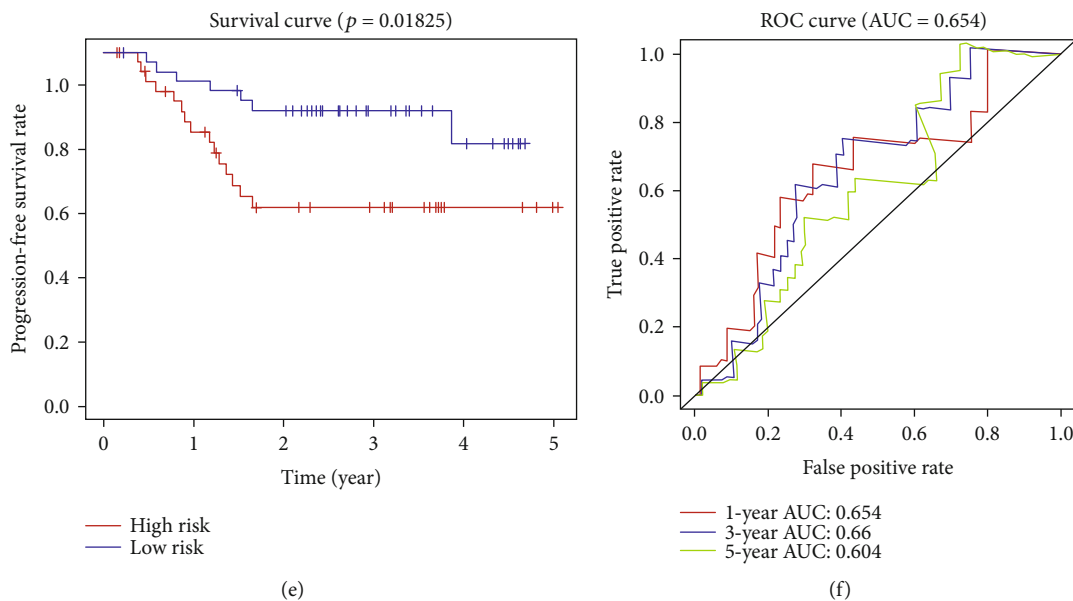 Survival curve (p = 0.01825)
Progression-free survival rate
1.0
0.8
0.6
0.4
0.2
0.0
0 1 2 3 4 5
Time (year)
High risk
Low risk
(e)
ROC curve (AUC = 0.654)
True positive rate
1.0
0.8
0.6
0.4
0.2
0.0
0.0 0.2 0.4 0.6 0.8 1.0
False positive rate
1-year AUC: 0.654
3-year AUC: 0.66
5-year AUC: 0.604
(f)